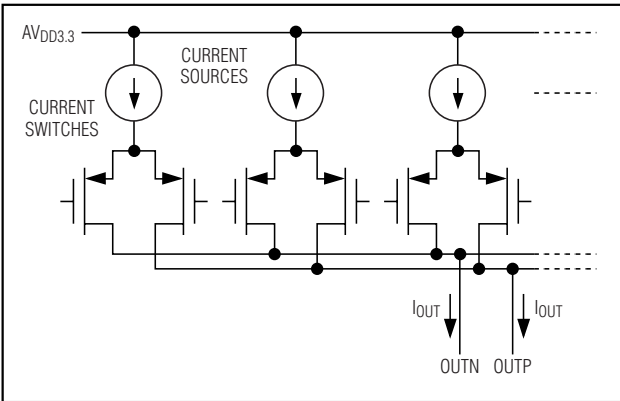 AVDD3.3
CURRENT
SOURCES
CURRENT
SWITCHES
IOUT
IOUT
OUTN
OUTP